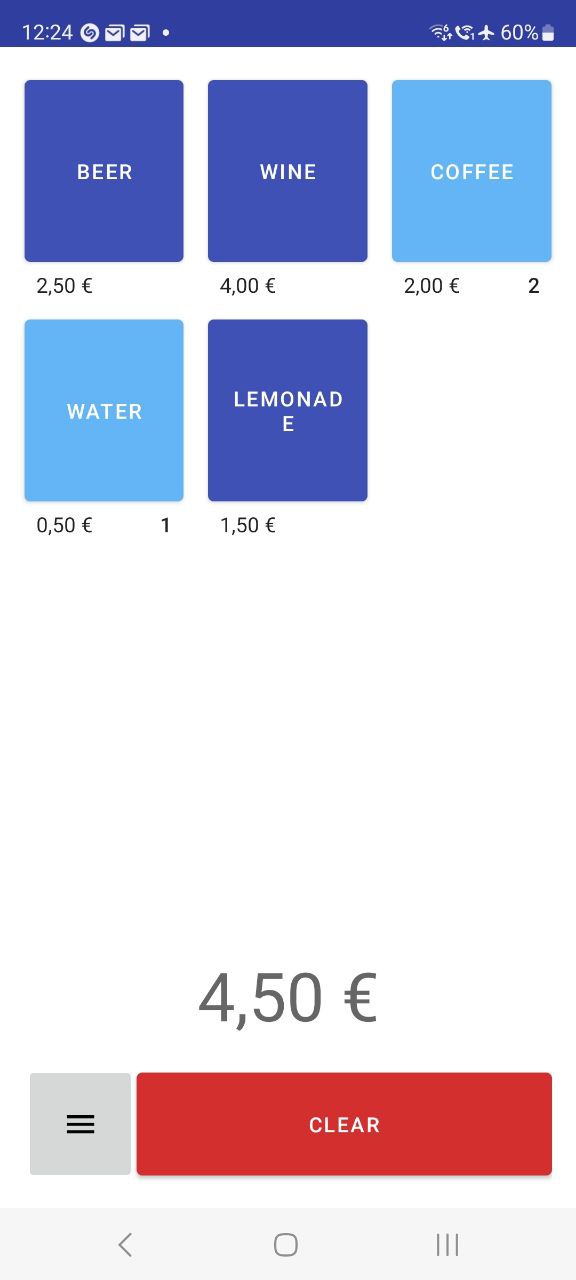 12:24 60%
BEER WINE COFFEE
2,50 € 4,00 € 2,00 € 2
WATER LEMONAD
E
0,50 € 1 1,50 €
4,50 €
CLEAR